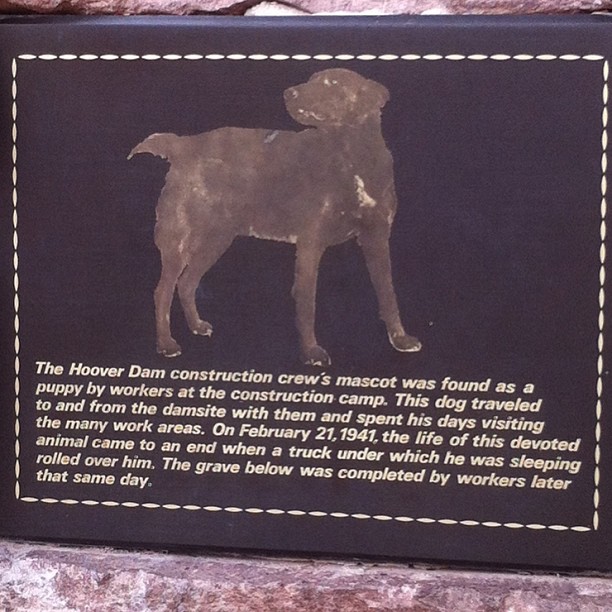 The Hoover Dam construction crew's mascot was found as a
puppy by workers at the construction camp. This dog traveled
to and from the damsite with them and spent his days visiting
the many work areas. On February 21, 1941, the life of this devoted
animal came to an end when a truck under which he was sleeping
rolled over him. The grave below was completed by workers later
that same day.